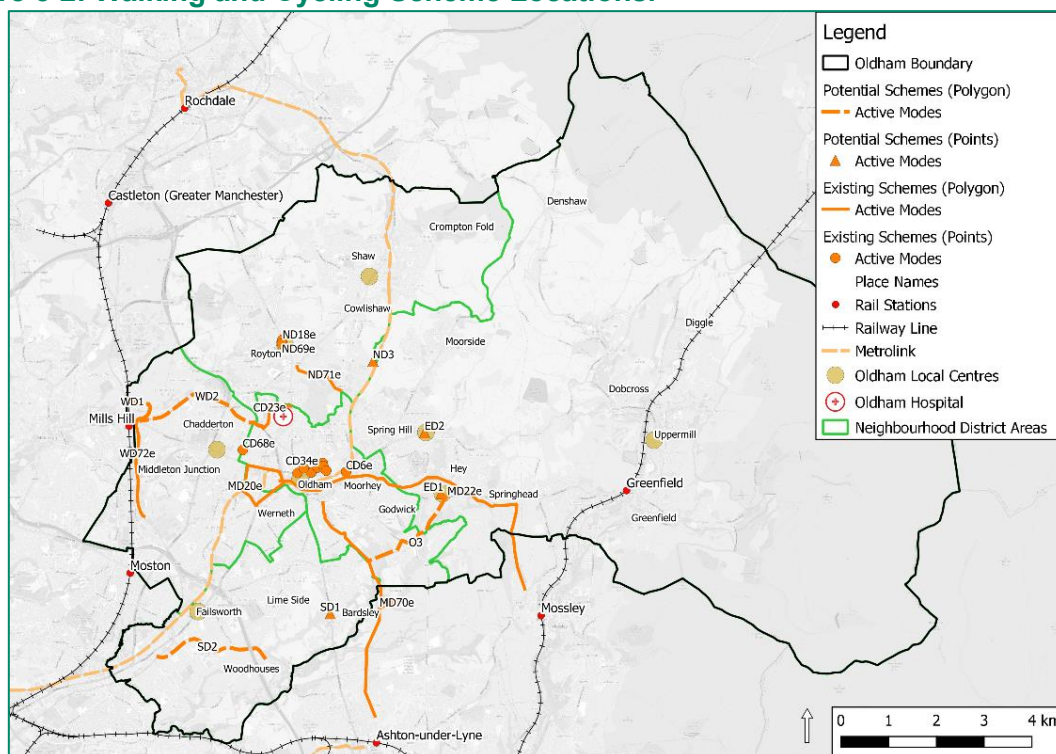 Walking and Cycling Scheme Locations.
Legend
Oldham Boundary
Potential Schemes (Polygon)
Active Modes
Potential Schemes (Points)
Active Modes
Existing Schemes (Polygon)
Active Modes
Existing Schemes (Points)
Active Modes
Place Names
Rail Stations
Railway Line
Metrolink
Oldham Local Centres
Oldham Hospital
Neighbourhood District Areas
Rochdale
Castleton (Greater Manchester)
Denshaw
Crompton Fold
Shaw
Cowlishaw
Diggle
Moorside
ND18e
Royton
ND69e
ND3
ND71e
Dobcross
WD1
WD2
CD23e
Mills Hill
Chadderton
Spring Hill
ED2
Uppermill
CD68e
WD72e
Middleton Junction
CD34e
CD6e
Hey
MD20e
Oldham
Moorhey
ED1
MD22e
Springhead
Greenfield
Werneth
Godwick
Greenfield
O3
Moston
Lime Side
SD1
Bardsley
MD70e
Mossley
Failsworth
SD2
Woodhouses
Ashton-under-Lyne
0 1 2 3 4 km